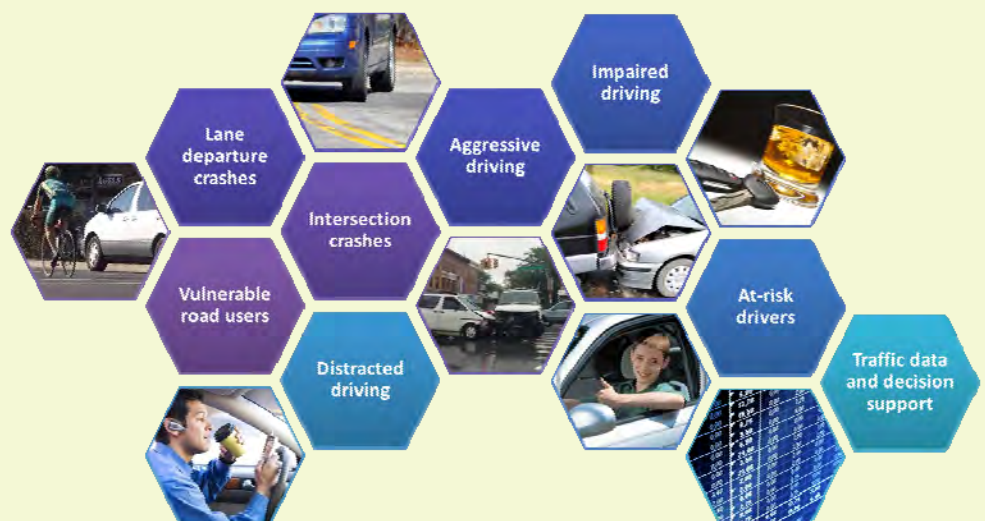 Impaired
driving
Lane
departure
crashes
Aggressive
driving
Intersection
crashes
Vulnerable
road users
At-risk
drivers
Distracted
driving
Traffic data
and decision
support